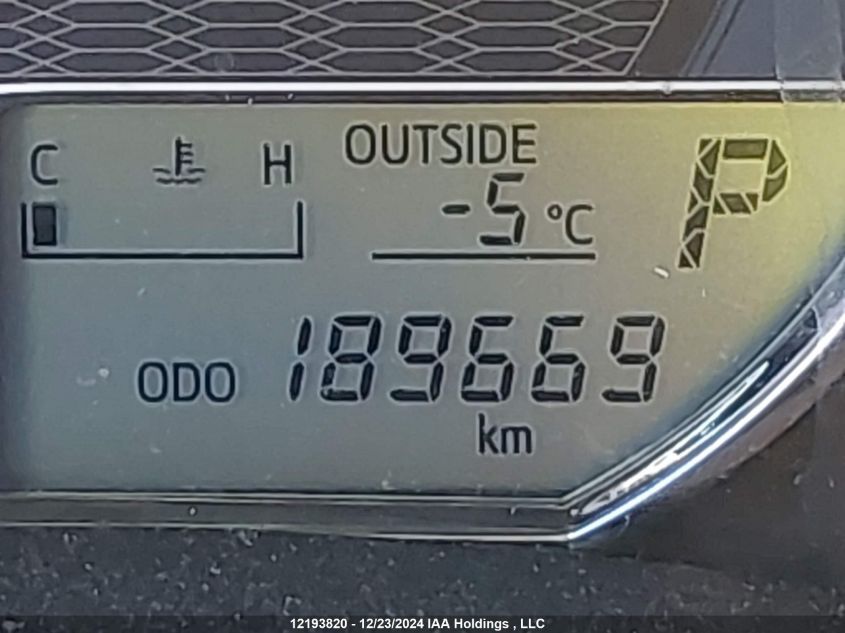 OUTSIDE
C H
-5 °C
P
ODO 189669
km
12193820 - 12/23/2024 IAA Holdings , LLC